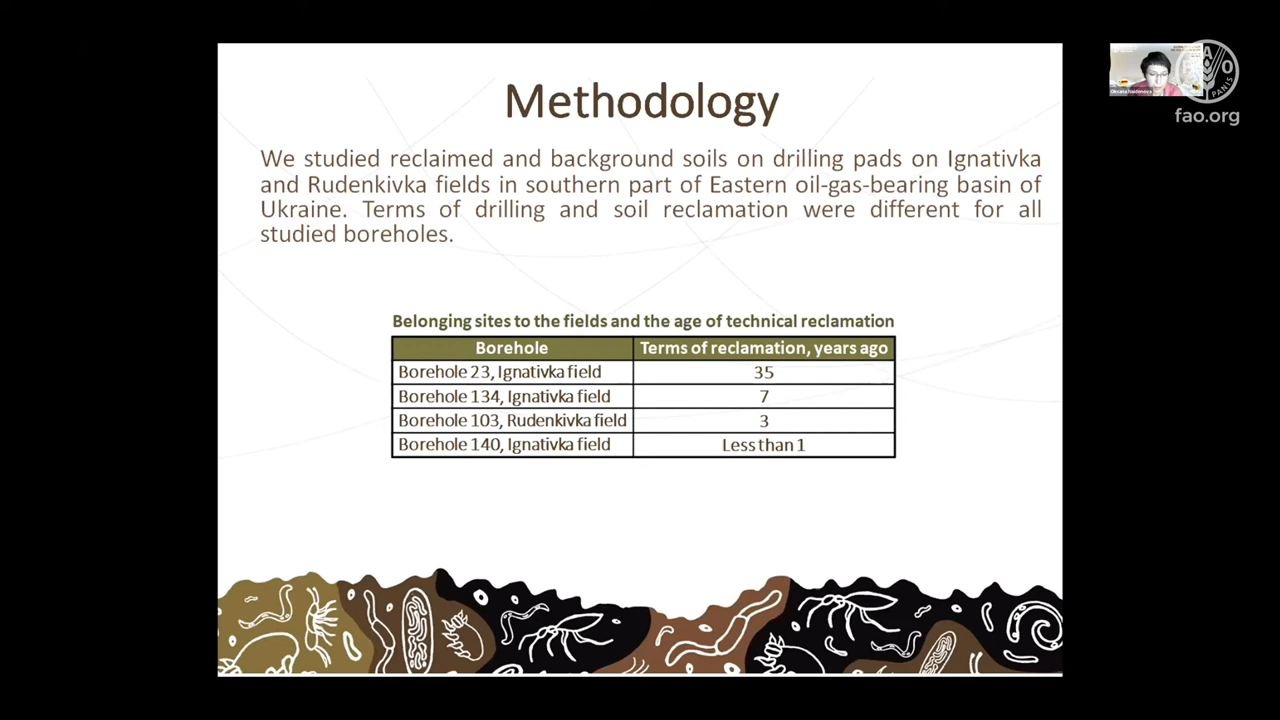 Methodology
We studied reclaimed and background soils on drilling pads on Ignativka
and Rudenkivka fields in southern part of Eastern oil-gas-bearing basin of
Ukraine. Terms of drilling and soil reclamation were different for all
studied boreholes.
Belonging sites to the fields and the age of technical reclamation
Borehole Terms of reclamation, years ago
Borehole 23, Ignativka field 35
Borehole 134, Ignativka field 7
Borehole 103, Rudenkivka field 3
Borehole 140, Ignativka field Less than 1
Oksana Naidenova
A O
PANIS
fao.org